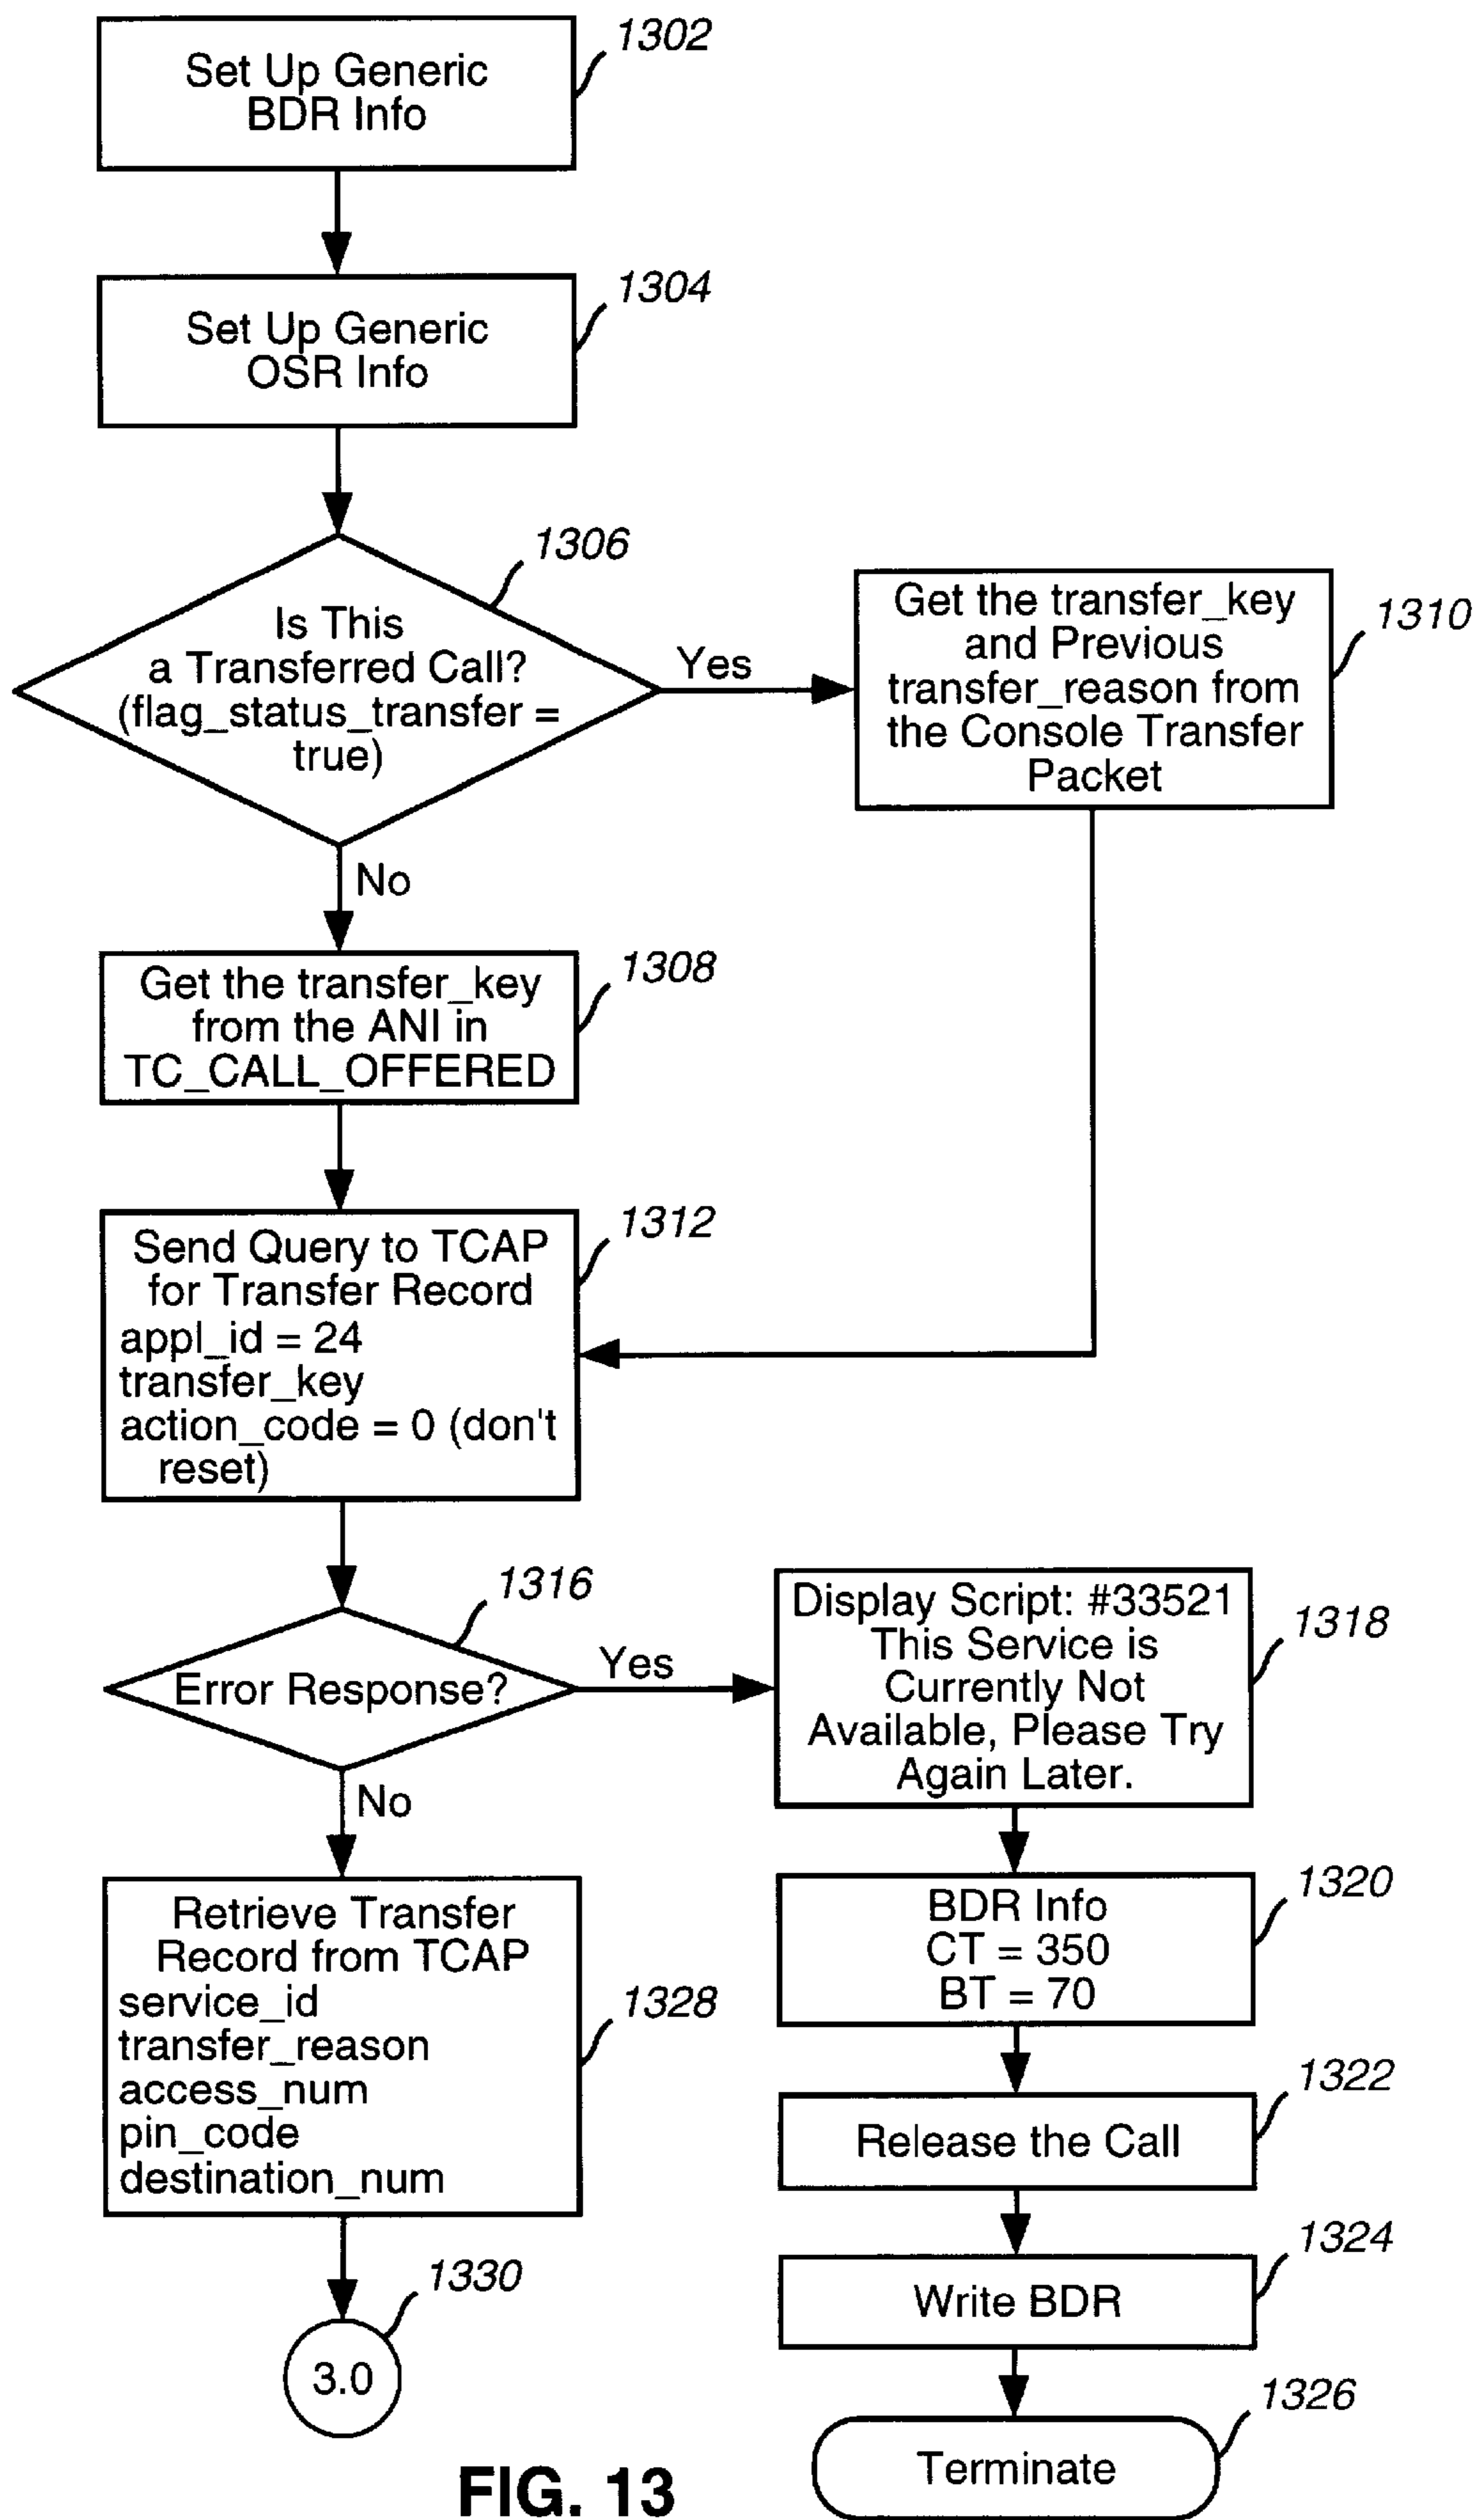 1302
Set Up Generic
BDR Info
1304
Set Up Generic
OSR Info
1306
Is This
a Transferred Call?
(flag_status_transfer =
true)
Yes
No
1310
Get the transfer_key
and Previous
transfer_reason from
the Console Transfer
Packet
1308
Get the transfer_key
from the ANI in
TC_CALL_OFFERED
1312
Send Query to TCAP
for Transfer Record
appl_id = 24
transfer_key
action_code = 0 (don't
reset)
1316
Error Response?
Yes
No
1318
Display Script: #33521
This Service is
Currently Not
Available, Please Try
Again Later.
1320
BDR Info
CT = 350
BT = 70
1328
Retrieve Transfer
Record from TCAP
service_id
transfer_reason
access_num
pin_code
destination_num
1322
Release the Call
1324
Write BDR
1330
3.0
1326
Terminate
FIG. 13